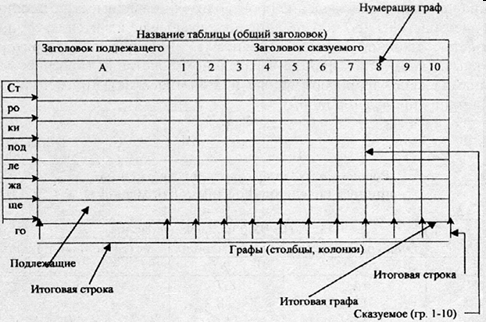 Нумерация граф
Название таблицы (общий заголовок)
Заголовок подлежащего
Заголовок сказуемого
А
1 2 3 4 5 6 7 8 9 10
Ст
ро
ки
под
ле
жа
ще
го
Графы (столбцы, колонки)
Подлежащие
Итоговая строка
Итоговая строка
Итоговая графа
Сказуемое (гр. 1-10)